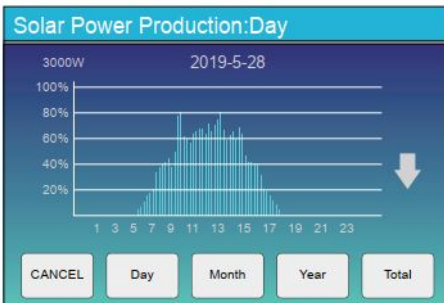 Solar Power Production:Day
3000W 2019-5-28
100%
80%
60%
40%
20%
1 3 5 7 9 11 13 15 17 19 21 23
CANCEL Day Month Year Total